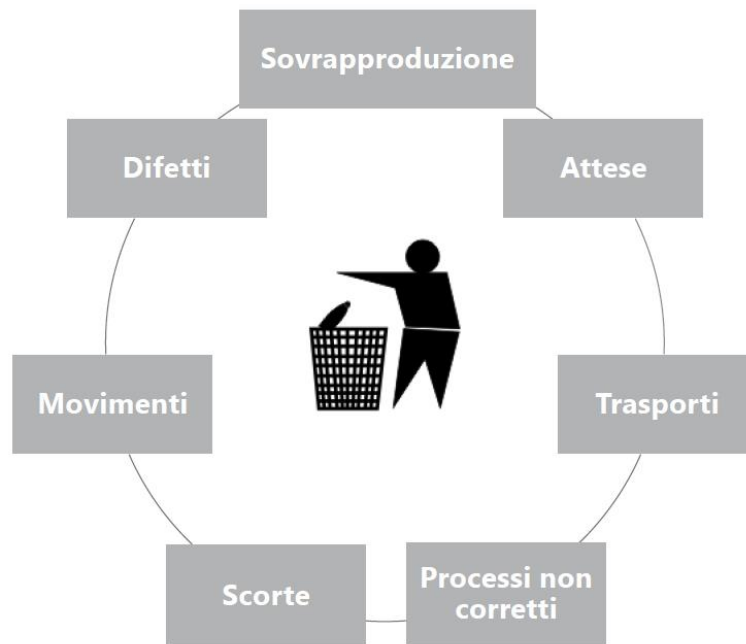 Sovrapproduzione
Difetti
Attese
Movimenti
Trasporti
Scorte
Processi non
corretti